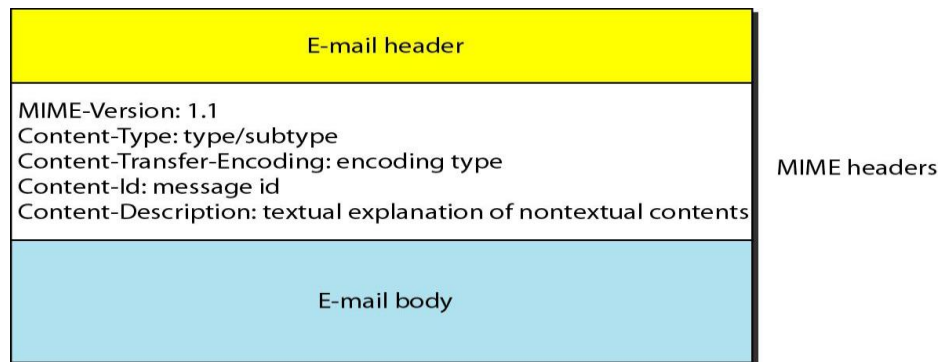 E-mail header
MIME-Version: 1.1
Content-Type: type/subtype
Content-Transfer-Encoding: encoding type
Content-Id: message id
Content-Description: textual explanation of nontextual contents
MIME headers
E-mail body